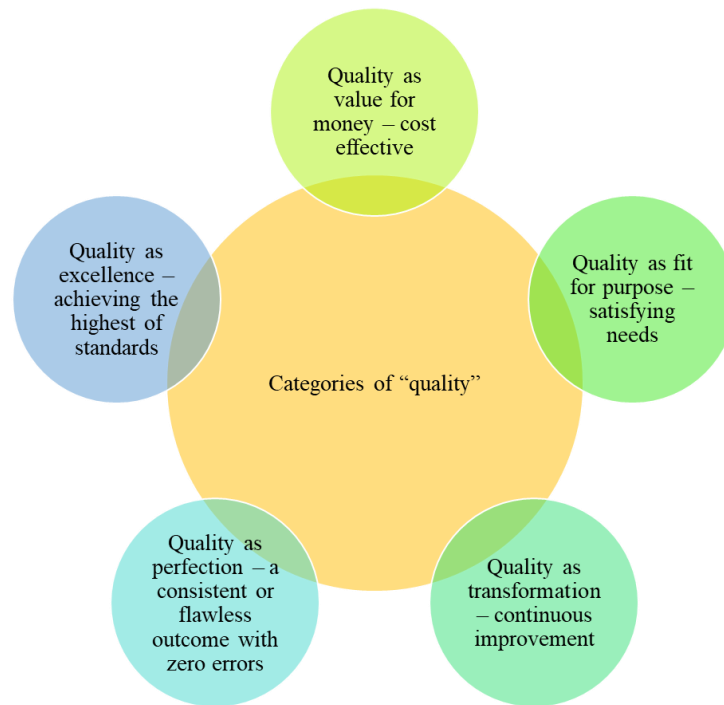 Quality as
value for
money – cost
effective
Quality as
excellence –
achieving the
highest of
standards
Quality as fit
for purpose –
satisfying
needs
Categories of “quality”
Quality as
perfection – a
consistent or
flawless
outcome with
zero errors
Quality as
transformation
– continuous
improvement